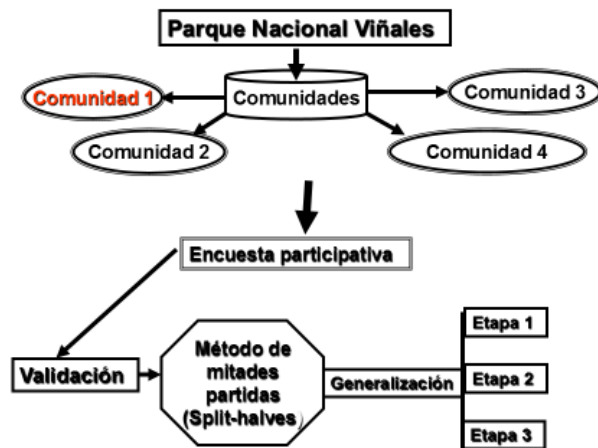 Parque Nacional Viñales
Comunidad 1
Comunidades
Comunidad 3
Comunidad 2
Comunidad 4
Encuesta participativa
Validación
Método de
mitades
partidas
(Split-halves)
Generalización
Etapa 1
Etapa 2
Etapa 3